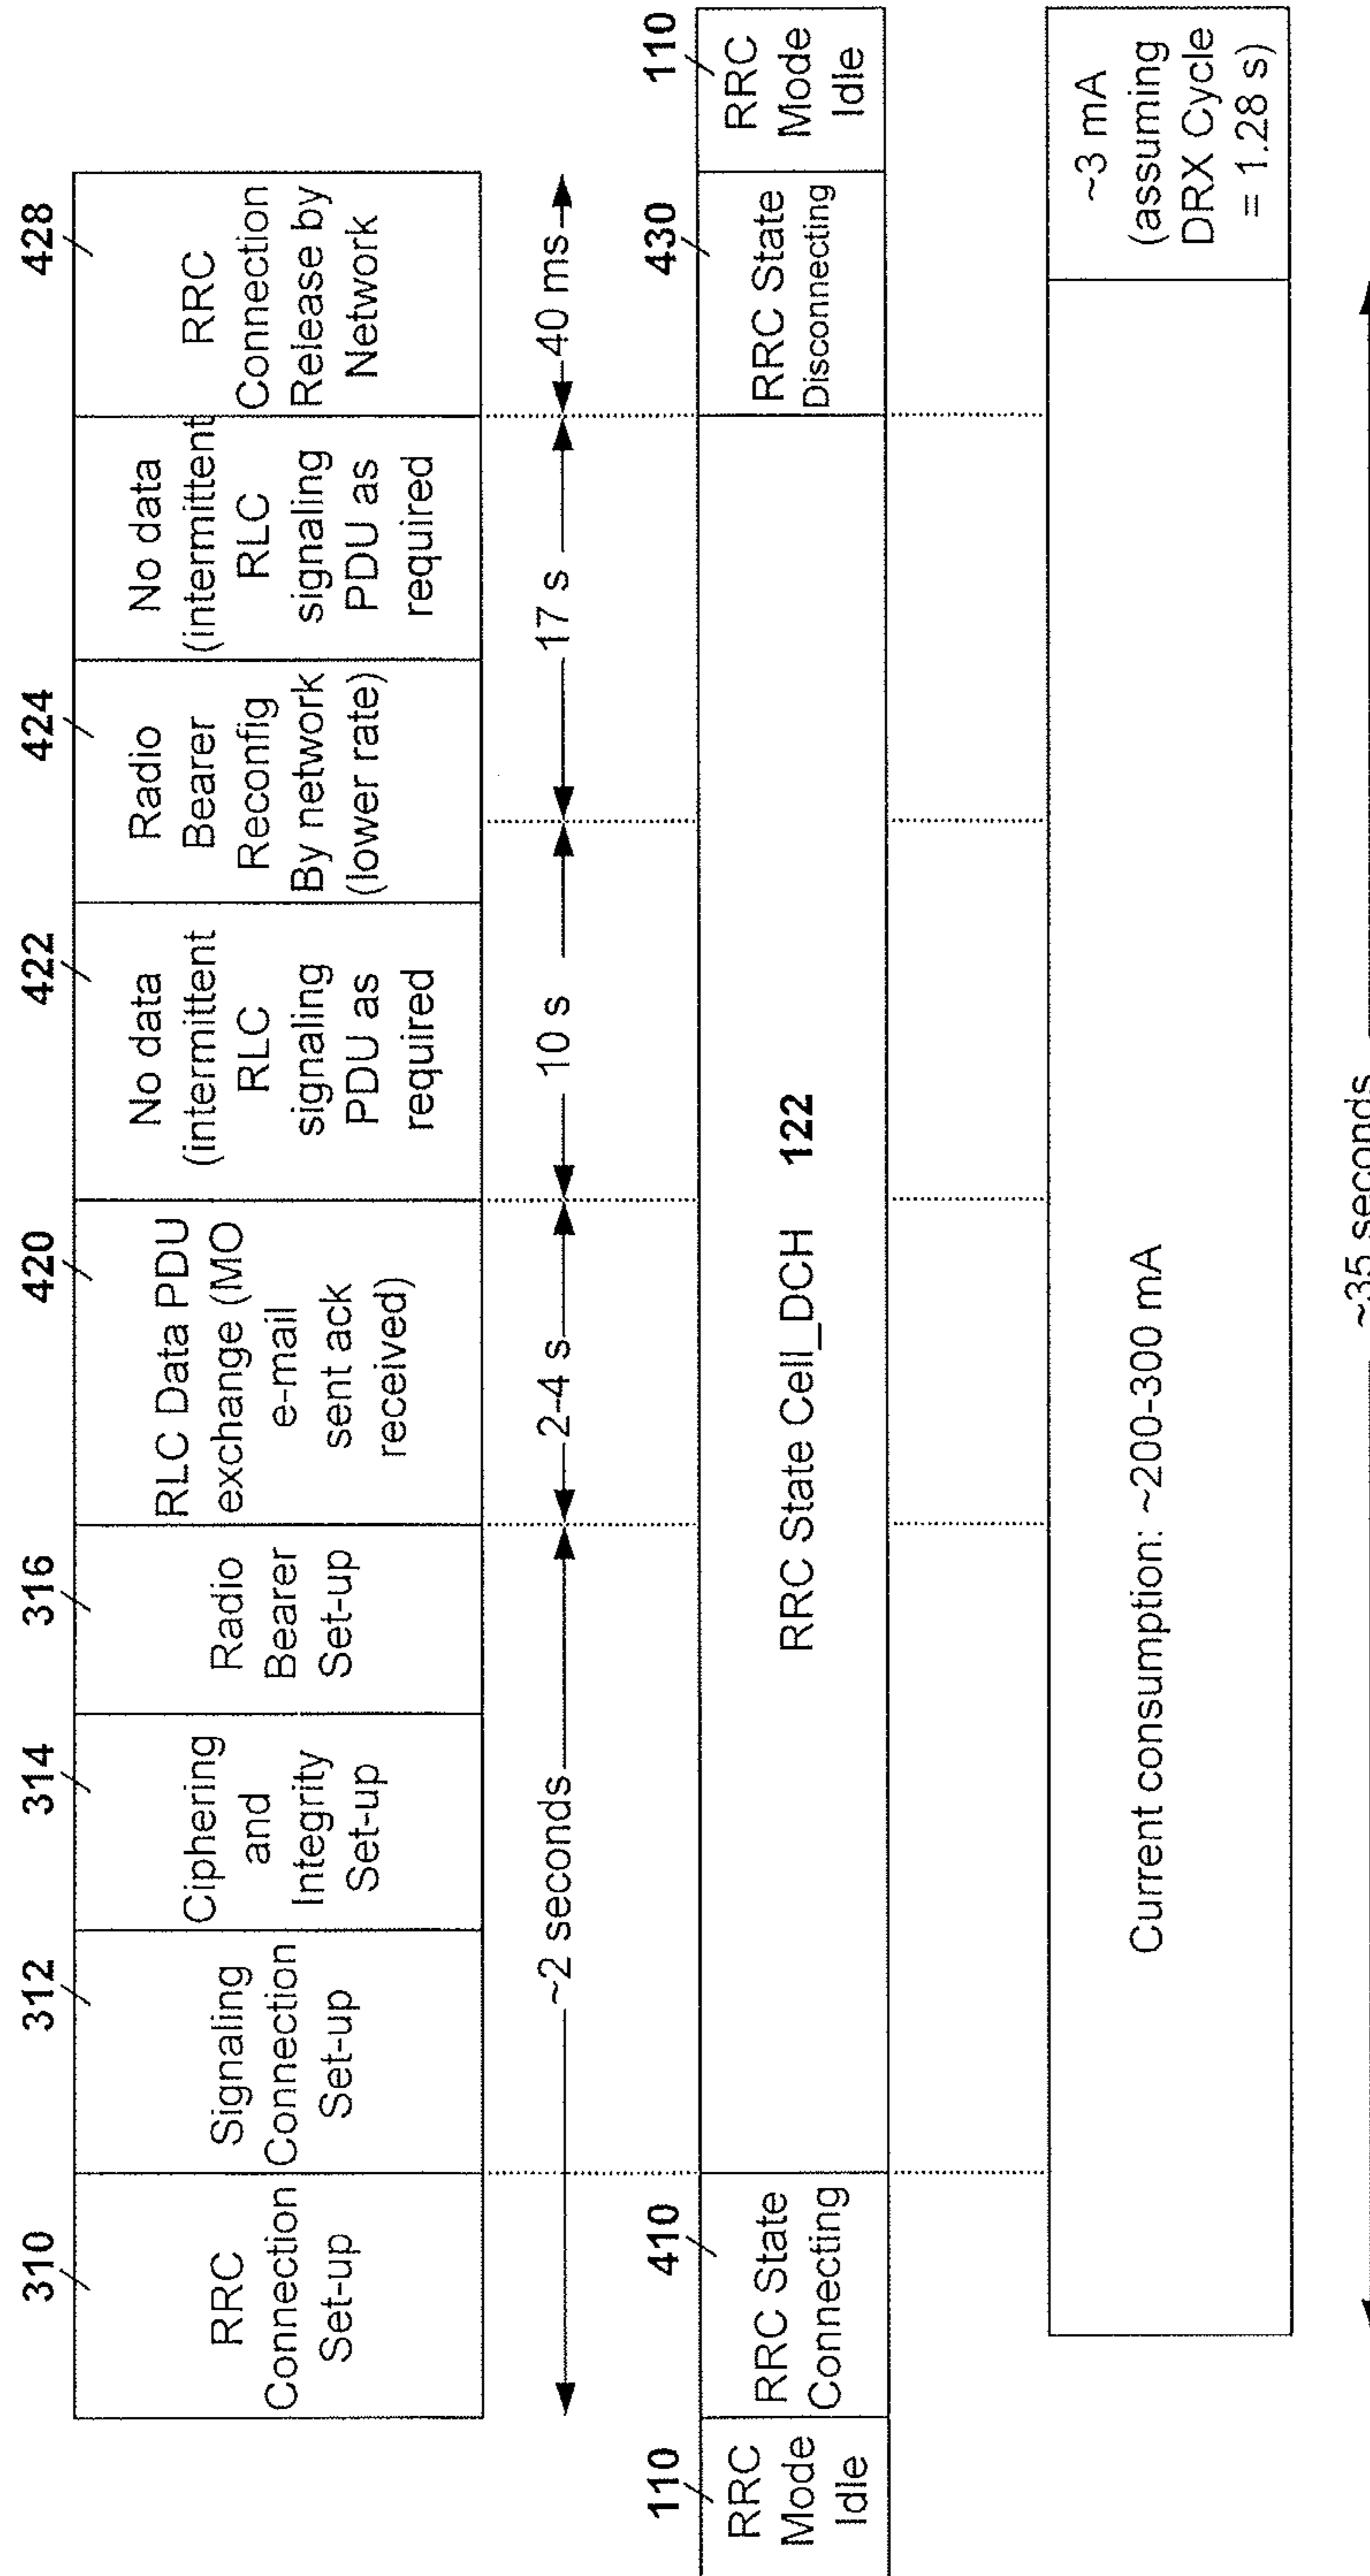 310
312
314
316
420
422
424
428
RRC
Connection
Set-up
Signaling
Connection
Set-up
Ciphering
and
Integrity
Set-up
Radio
Bearer
Set-up
RLC Data PDU
exchange (MO
e-mail
sent ack
received)
No data
(intermittent
RLC
signaling
PDU as
required
Radio
Bearer
Reconfig
By network
(lower rate)
No data
(intermittent
RLC
signaling
PDU as
required
RRC
Connection
Release by
Network
~2 seconds
2-4 s
10 s
17 s
40 ms
110
410
430
110
RRC
Mode
Idle
RRC State
Connecting
RRC State Cell_DCH 122
RRC State
Disconnecting
RRC
Mode
Idle
Current consumption: ~200-300 mA
~3 mA
(assuming
DRX Cycle
= 1.28 s)
~35 seconds